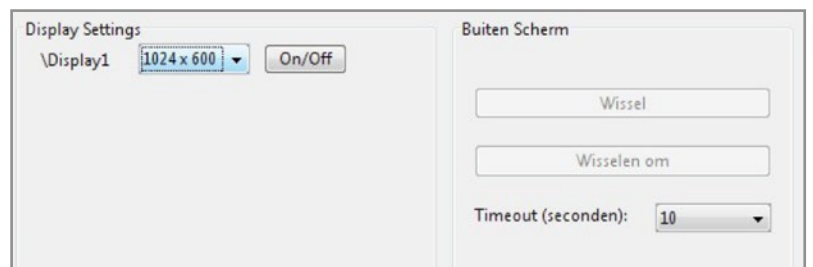 Display Settings
\Display1 1024 x 600 On/Off
Buiten Scherm
Wissel
Wisselen om
Timeout (seconden): 10